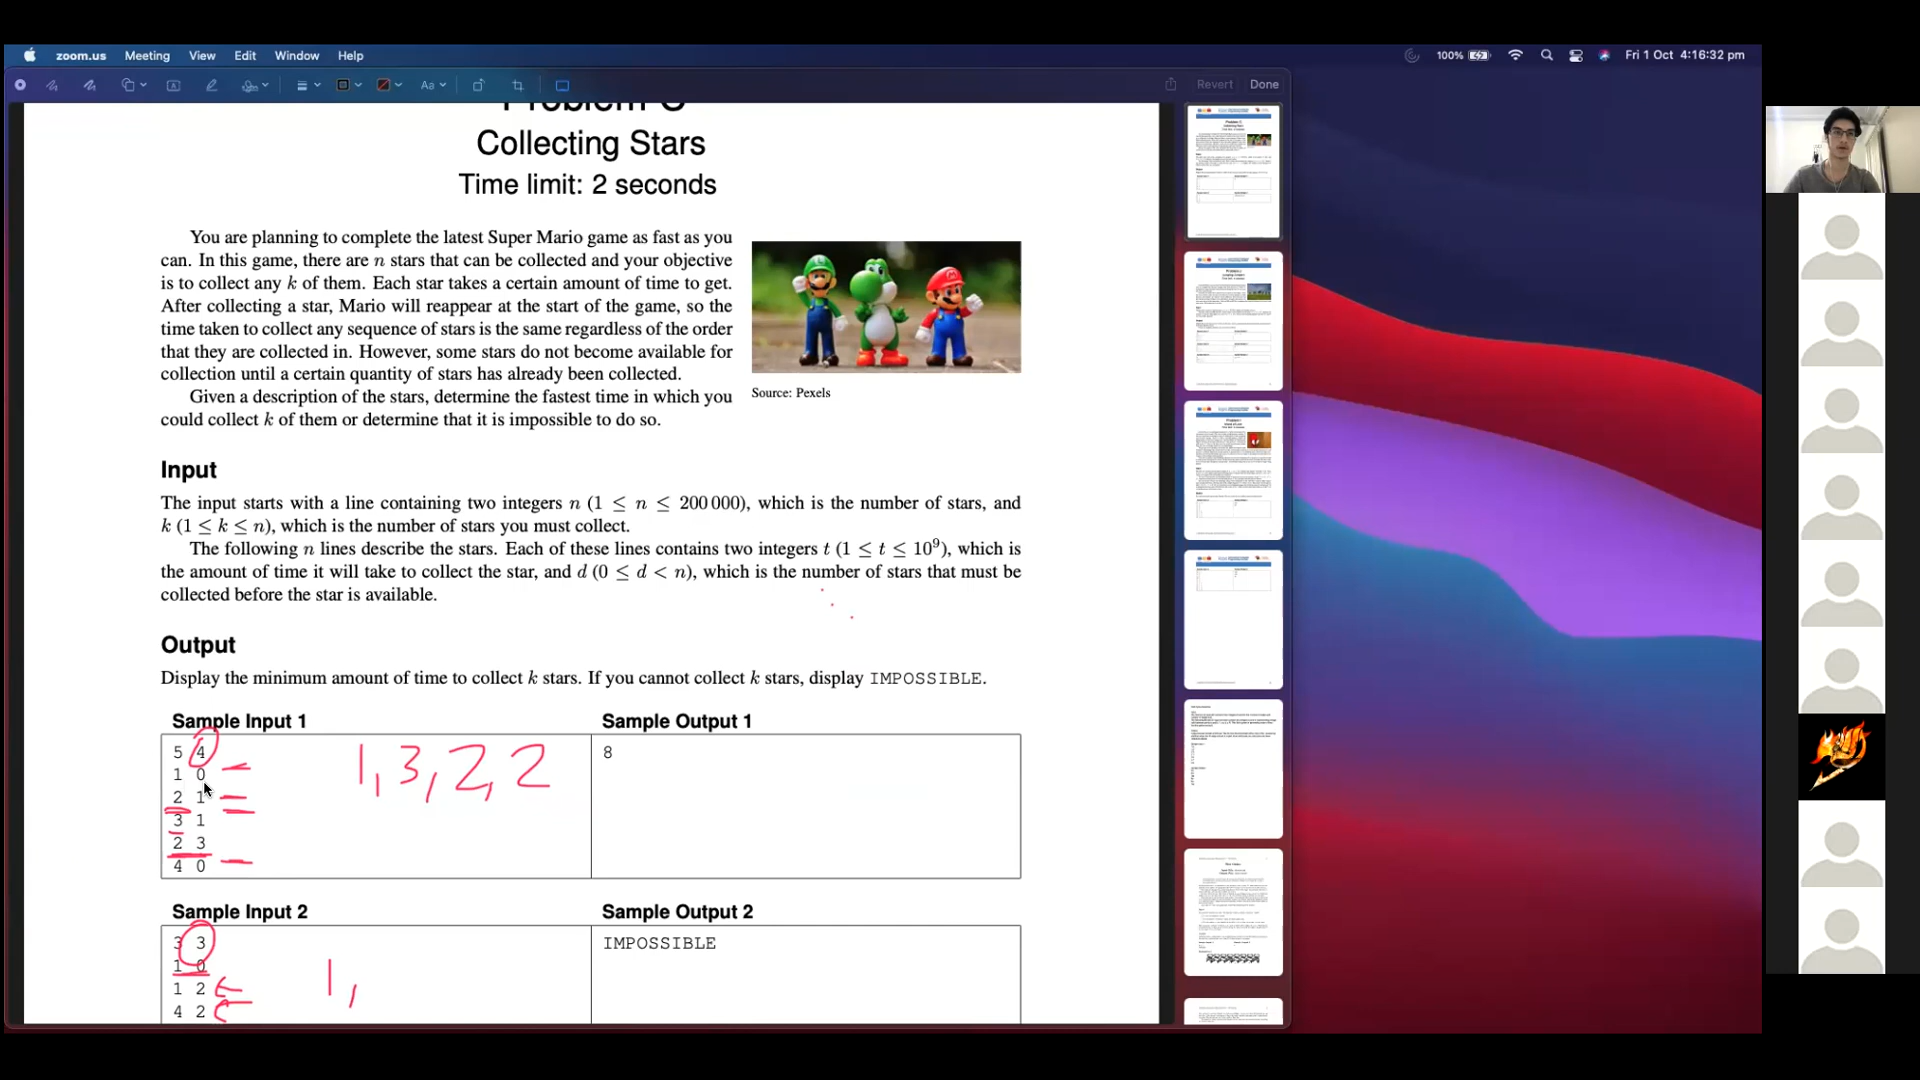 zoom.us Meeting View Edit Window Help
100% Fri 1 Oct 4:16:32 pm
Aa Revert Done
Collecting Stars
Time limit: 2 seconds
You are planning to complete the latest Super Mario game as fast as you
can. In this game, there are n stars that can be collected and your objective
is to collect any k of them. Each star takes a certain amount of time to get.
After collecting a star, Mario will reappear at the start of the game, so the
time taken to collect any sequence of stars is the same regardless of the order
that they are collected in. However, some stars do not become available for
collection until a certain quantity of stars has already been collected.
Given a description of the stars, determine the fastest time in which you
could collect k of them or determine that it is impossible to do so.
Source: Pexels
Input
The input starts with a line containing two integers n (1 ≤ n ≤ 200 000), which is the number of stars, and
k (1 ≤ k ≤ n), which is the number of stars you must collect.
The following n lines describe the stars. Each of these lines contains two integers t (1 ≤ t ≤ 10⁹), which is
the amount of time it will take to collect the star, and d (0 ≤ d < n), which is the number of stars that must be
collected before the star is available.
Output
Display the minimum amount of time to collect k stars. If you cannot collect k stars, display IMPOSSIBLE.
Sample Input 1 Sample Output 1
5 4 8
1 0 1, 3, 2, 2
2 1
3 1
2 3
4 0
Sample Input 2 Sample Output 2
3 3 IMPOSSIBLE
1 0
1 2 1,
4 2